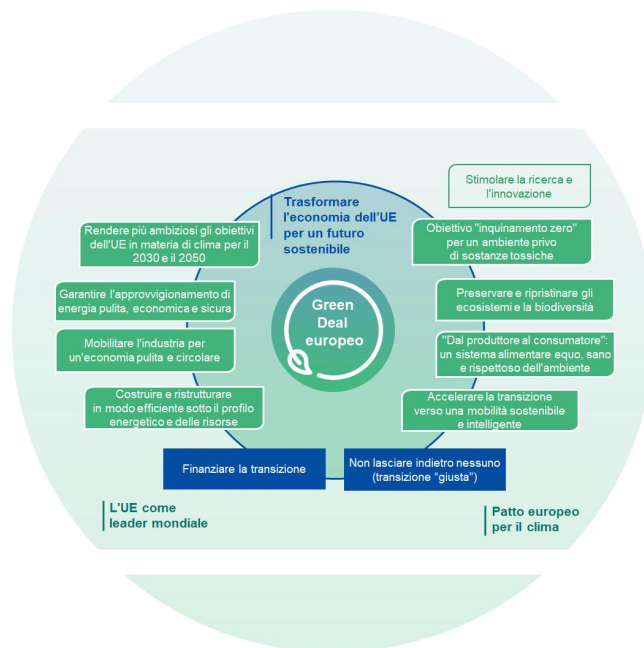 Stimolare la ricerca e
l'innovazione
Trasformare
l'economia dell'UE
per un futuro
sostenibile
Rendere più ambiziosi gli obiettivi
dell'UE in materia di clima per il
2030 e il 2050
Obiettivo "inquinamento zero"
per un ambiente privo
di sostanze tossiche
Garantire l'approvvigionamento di
energia pulita, economica e sicura
Preservare e ripristinare gli
ecosistemi e la biodiversità
Green
Deal
europeo
Mobilitare l'industria per
un'economia pulita e circolare
"Dal produttore al consumatore":
un sistema alimentare equo, sano
e rispettoso dell'ambiente
Costruire e ristrutturare
in modo efficiente sotto il profilo
energetico e delle risorse
Accelerare la transizione
verso una mobilità sostenibile
e intelligente
Finanziare la transizione
Non lasciare indietro nessuno
(transizione "giusta")
L'UE come
leader mondiale
Patto europeo
per il clima